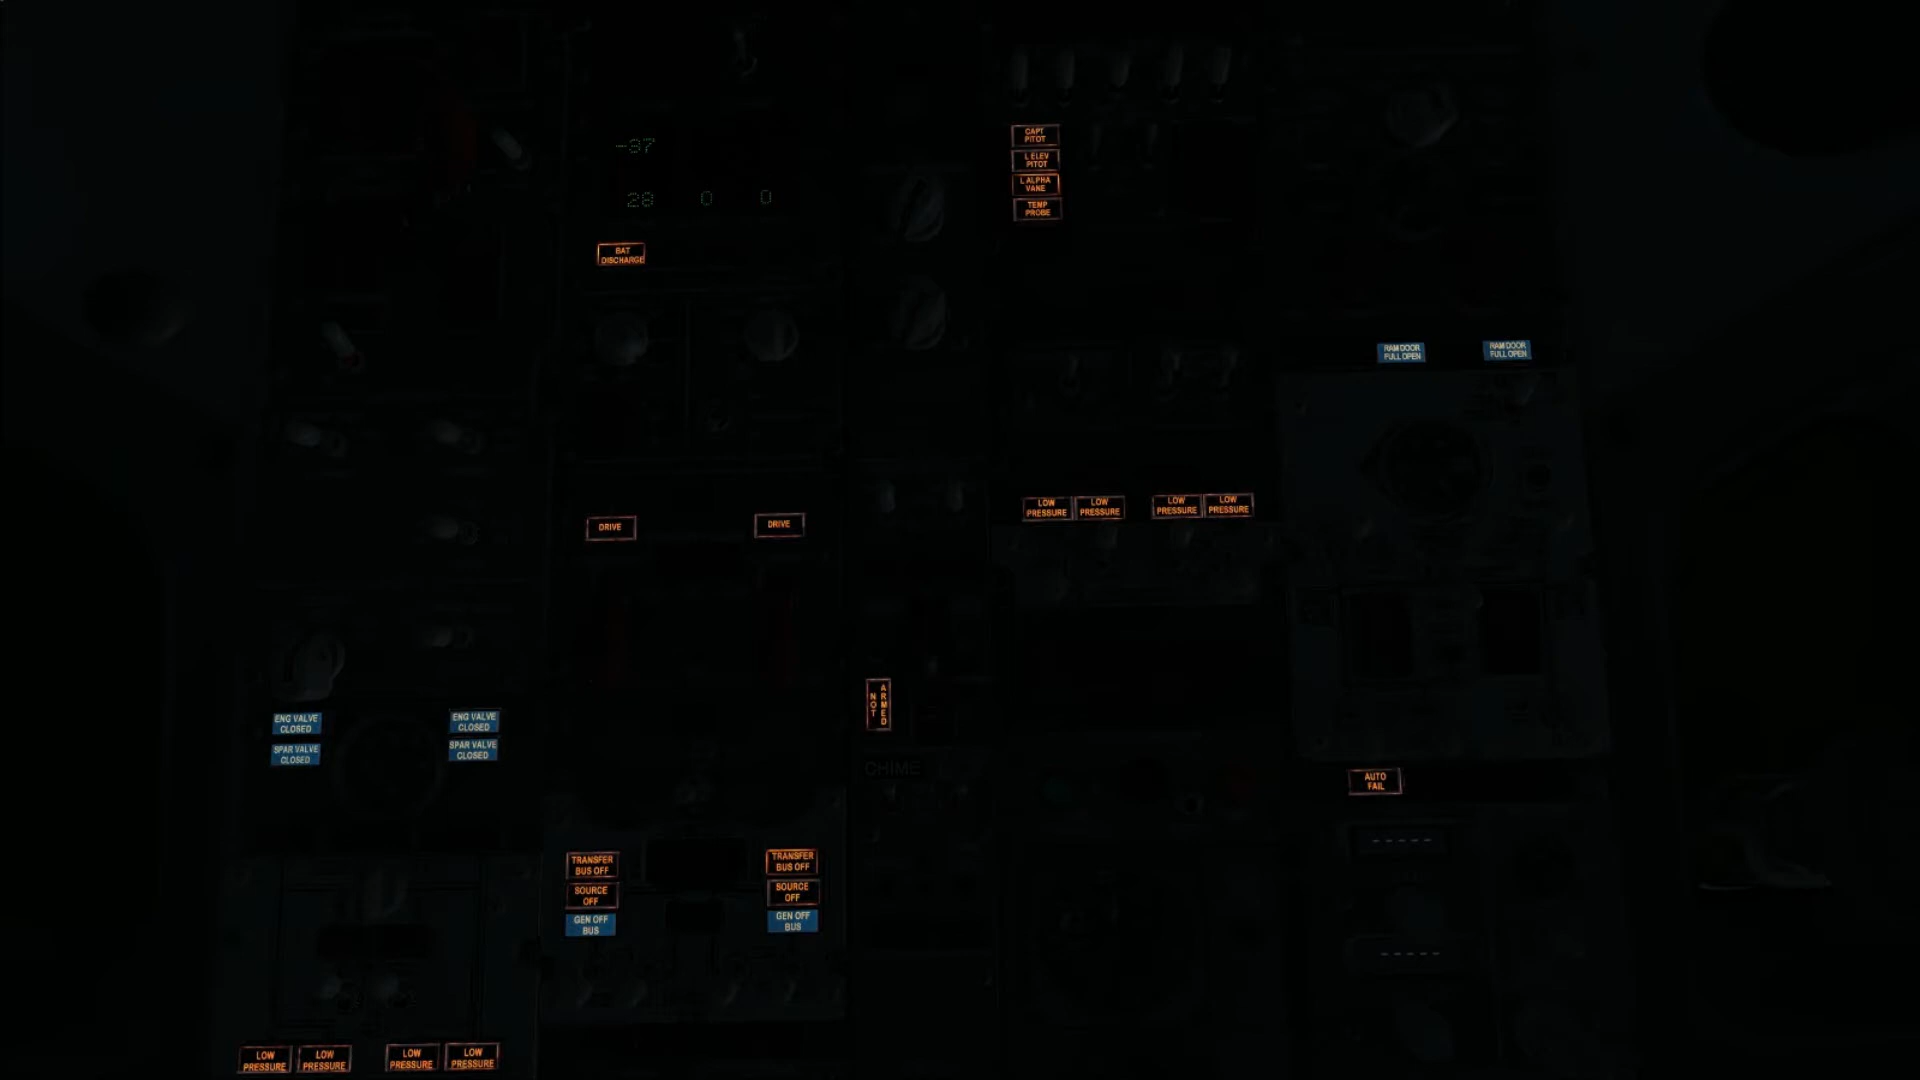 -37
28 0 0
BAT
DISCHARGE
CAPT
PITOT
L ELEV
PITOT
L ALPHA
VANE
TEMP
PROBE
RAM DOOR
FULL OPEN
RAM DOOR
FULL OPEN
DRIVE
DRIVE
LOW
PRESSURE
LOW
PRESSURE
LOW
PRESSURE
LOW
PRESSURE
NOT
ARMED
ENG VALVE
CLOSED
SPAR VALVE
CLOSED
ENG VALVE
CLOSED
SPAR VALVE
CLOSED
CHIME
AUTO
FAIL
-----
-----
TRANSFER
BUS OFF
SOURCE
OFF
GEN OFF
BUS
TRANSFER
BUS OFF
SOURCE
OFF
GEN OFF
BUS
LOW
PRESSURE
LOW
PRESSURE
LOW
PRESSURE
LOW
PRESSURE